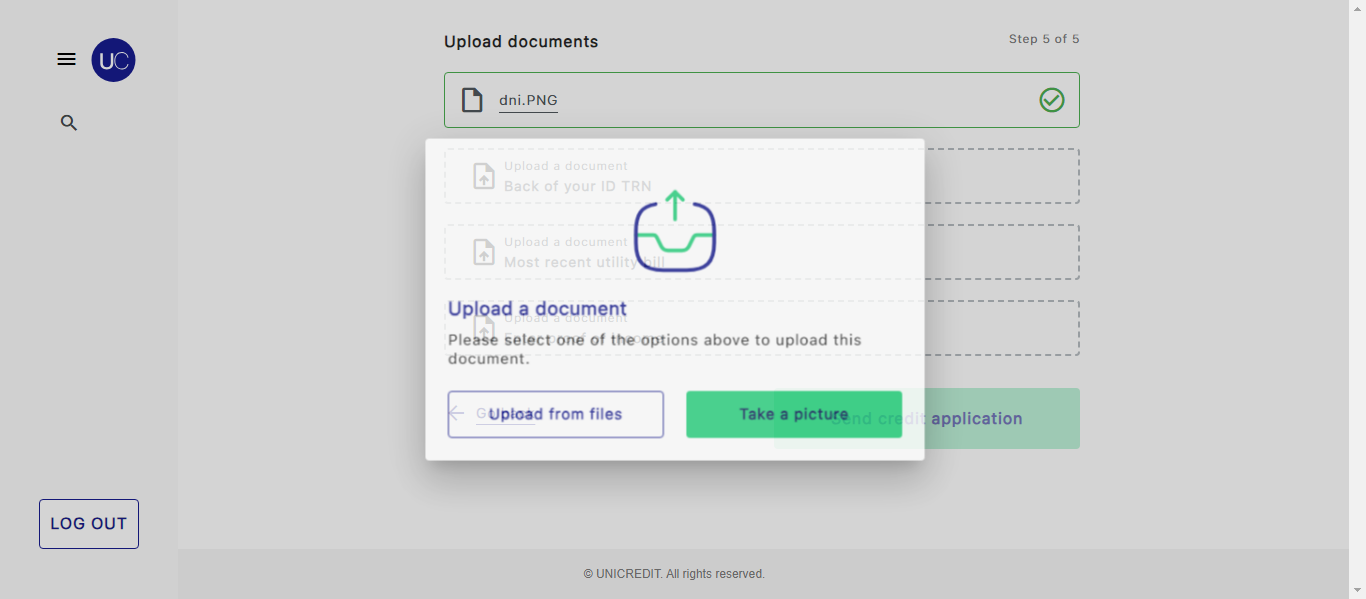 UC
Upload documents
Step 5 of 5
dni.PNG
Upload a document
Back of your ID TRN
Upload a document
Most recent utility bill
Upload a document
Upload a document
Please select one of the options above to upload this
document.
Go
Upload from files
Take a picture
Send credit application
LOG OUT
© UNICREDIT. All rights reserved.